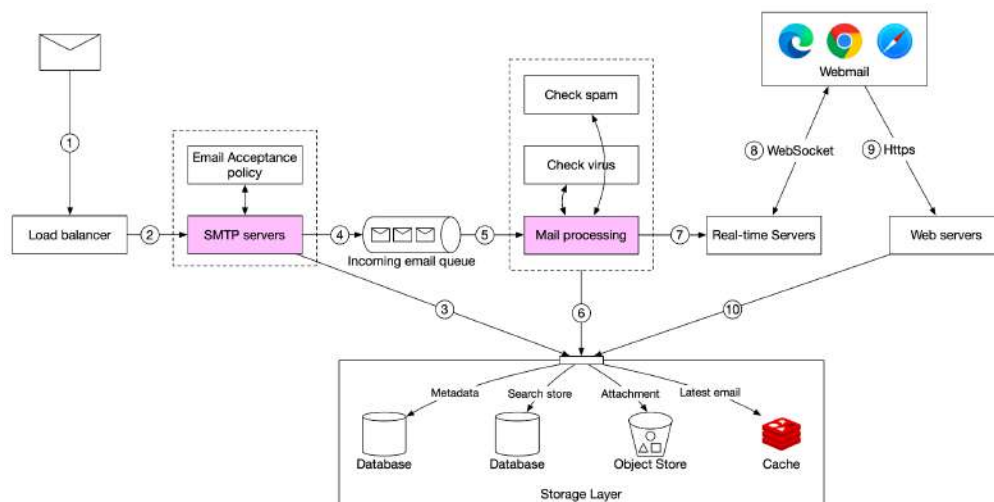 Webmail
Check spam
1
8
WebSocket
9
Https
Email Acceptance
policy
Check virus
Load balancer
2
SMTP servers
4
Incoming email queue
5
Mail processing
7
Real-time Servers
Web servers
3
6
10
Metadata
Search store
Attachment
Latest email
Database
Database
Object Store
Cache
Storage Layer